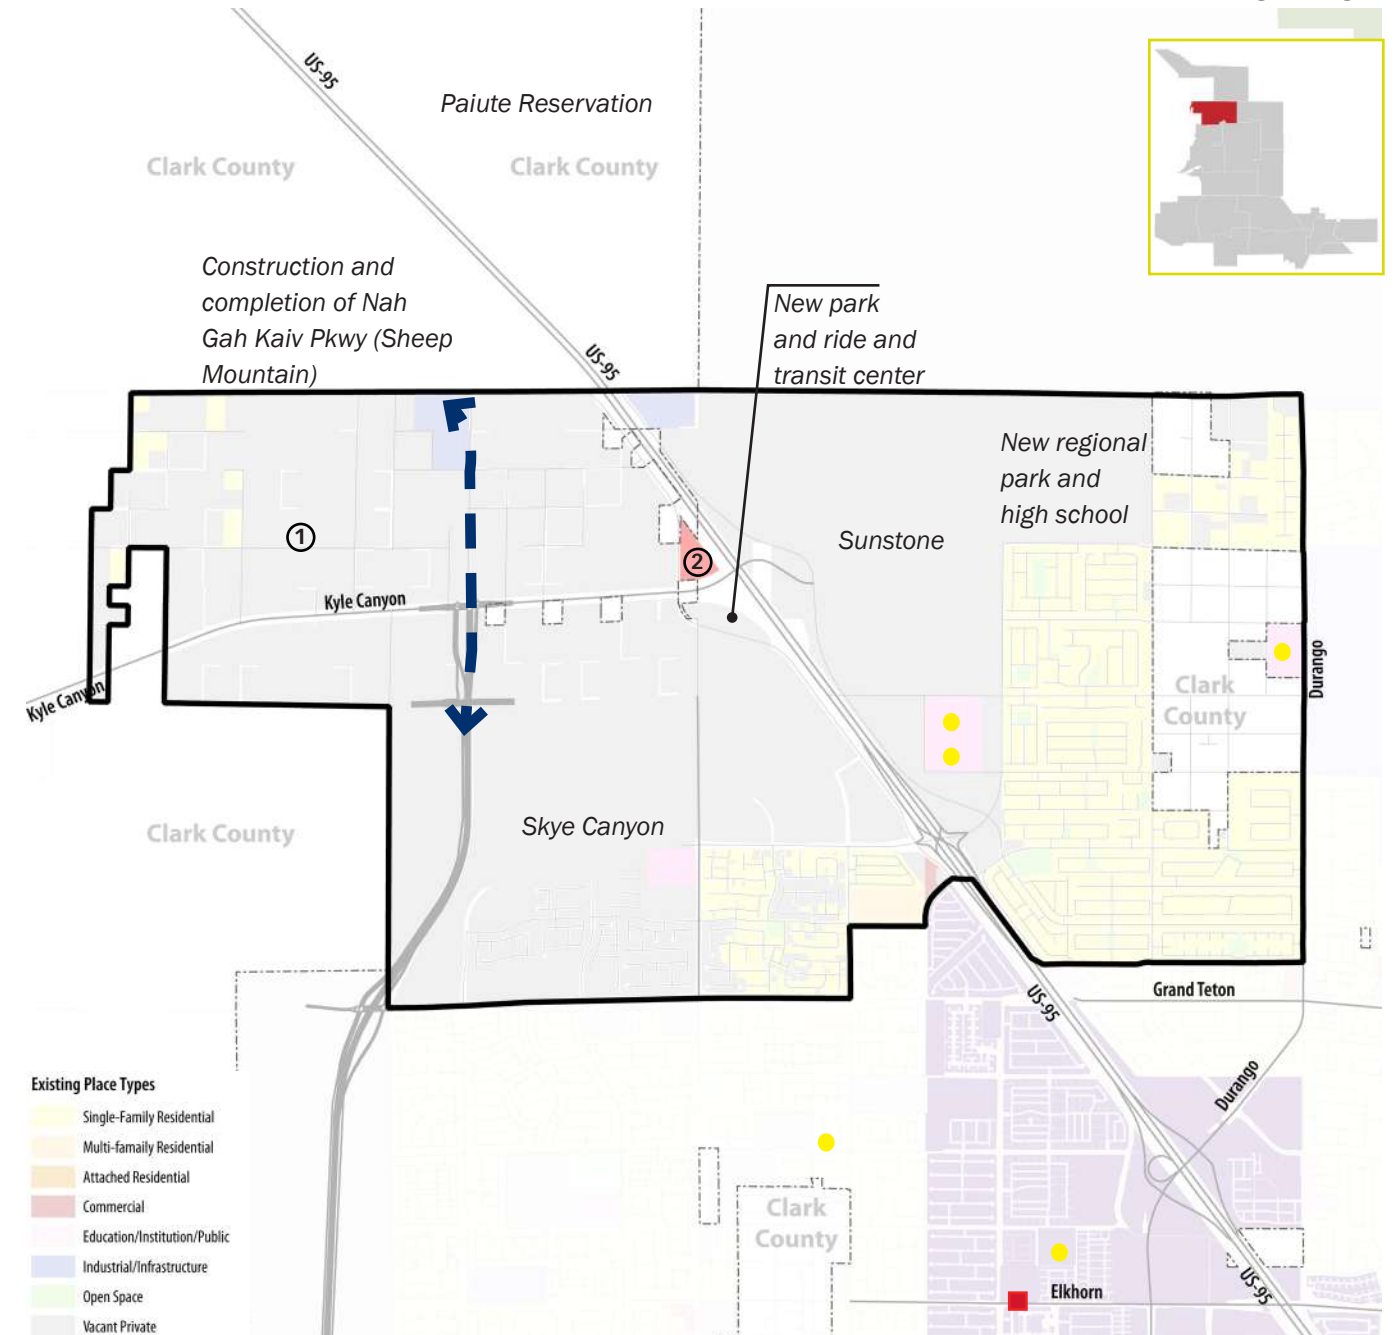 US-95
Paiute Reservation
Clark County
Clark County
Construction and
completion of Nah
Gah Kaiv Pkwy (Sheep
Mountain)
New park
and ride and
transit center
US-95
New regional
park and
high school
Sunstone
1
2
Kyle Canyon
Kyle Canyon
Durango
Clark
County
Skye Canyon
Clark County
US-95
Grand Teton
Durango
Existing Place Types
Single-Family Residential
Multi-famaily Residential
Attached Residential
Commercial
Education/Institution/Public
Industrial/Infrastructure
Open Space
Vacant Private
Clark
County
US-95
Elkhorn